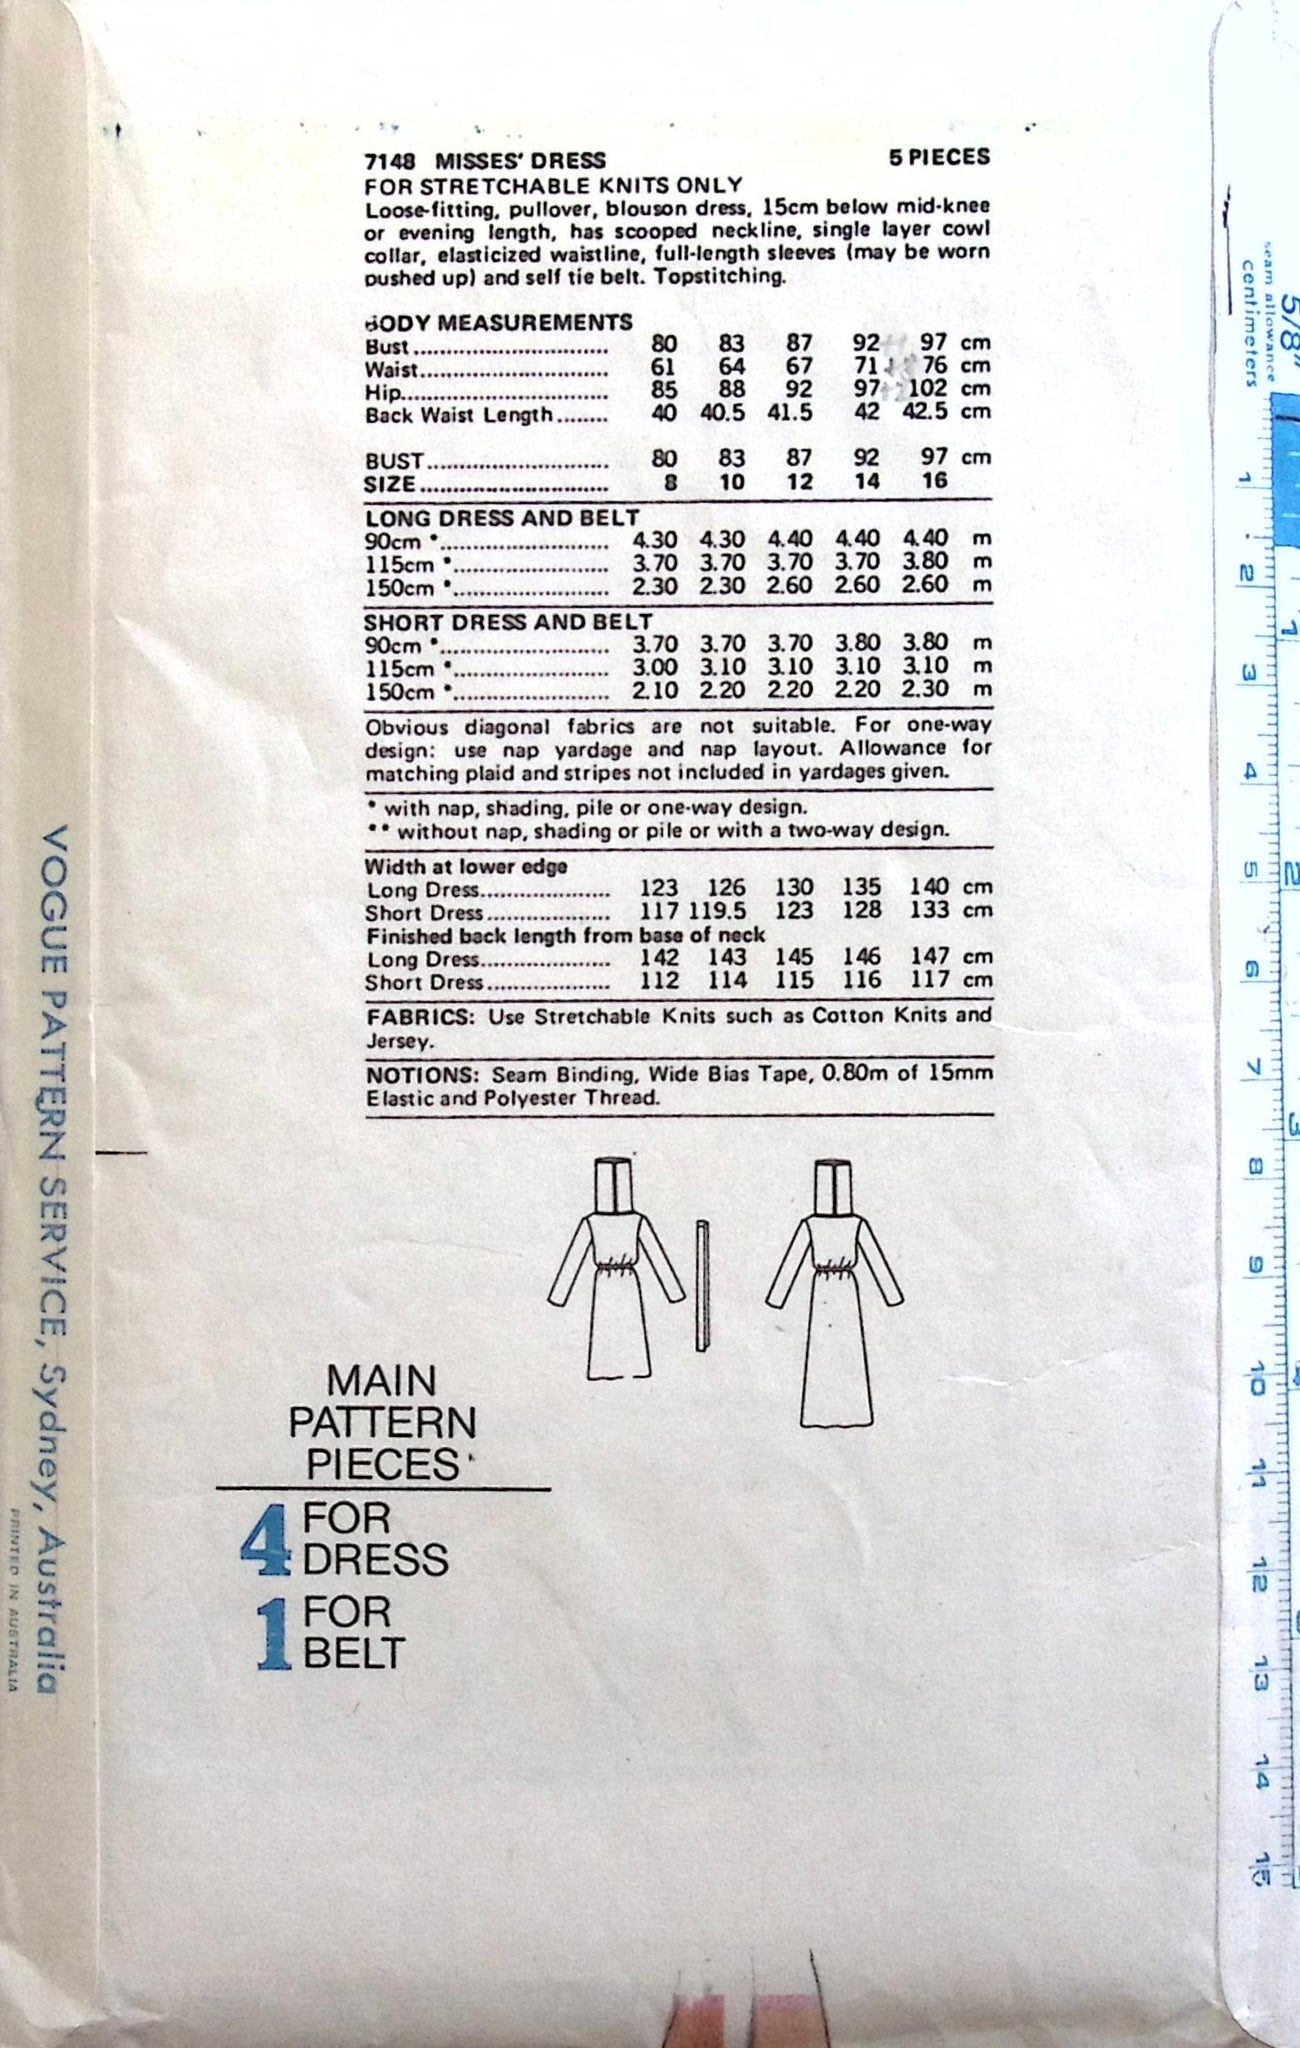 7148 MISSES' DRESS 5 PIECES
FOR STRETCHABLE KNITS ONLY
Loose-fitting, pullover, blouson dress, 15cm below mid-knee
or evening length, has scooped neckline, single layer cowl
collar, elasticized waistline, full-length sleeves (may be worn
pushed up) and self tie belt. Topstitching.
BODY MEASUREMENTS
Bust.............................. 80 83 87 92 97 cm
Waist............................. 61 64 67 71 76 cm
Hip................................ 85 88 92 97 102 cm
Back Waist Length........ 40 40.5 41.5 42 42.5 cm
BUST............................ 80 83 87 92 97 cm
SIZE............................. 8 10 12 14 16
LONG DRESS AND BELT
90cm *.......................... 4.30 4.30 4.40 4.40 4.40 m
115cm *........................ 3.70 3.70 3.70 3.70 3.80 m
150cm *........................ 2.30 2.30 2.60 2.60 2.60 m
SHORT DRESS AND BELT
90cm *.......................... 3.70 3.70 3.70 3.80 3.80 m
115cm *........................ 3.00 3.10 3.10 3.10 3.10 m
150cm *........................ 2.10 2.20 2.20 2.20 2.30 m
Obvious diagonal fabrics are not suitable. For one-way
design: use nap yardage and nap layout. Allowance for
matching plaid and stripes not included in yardages given.
* with nap, shading, pile or one-way design.
** without nap, shading or pile or with a two-way design.
Width at lower edge
Long Dress.................... 123 126 130 135 140 cm
Short Dress................... 117 119.5 123 128 133 cm
Finished back length from base of neck
Long Dress.................... 142 143 145 146 147 cm
Short Dress................... 112 114 115 116 117 cm
FABRICS: Use Stretchable Knits such as Cotton Knits and
Jersey.
NOTIONS: Seam Binding, Wide Bias Tape, 0.80m of 15mm
Elastic and Polyester Thread.
MAIN
PATTERN
PIECES
4 FOR
DRESS
1 FOR
BELT
VOGUE PATTERN SERVICE, Sydney, Australia
PRINTED IN AUSTRALIA
5/8"
seam allowance
centimeters
1 2 3 4 5 6 7 8 9 10 11 12 13 14 15
1 2 3 4